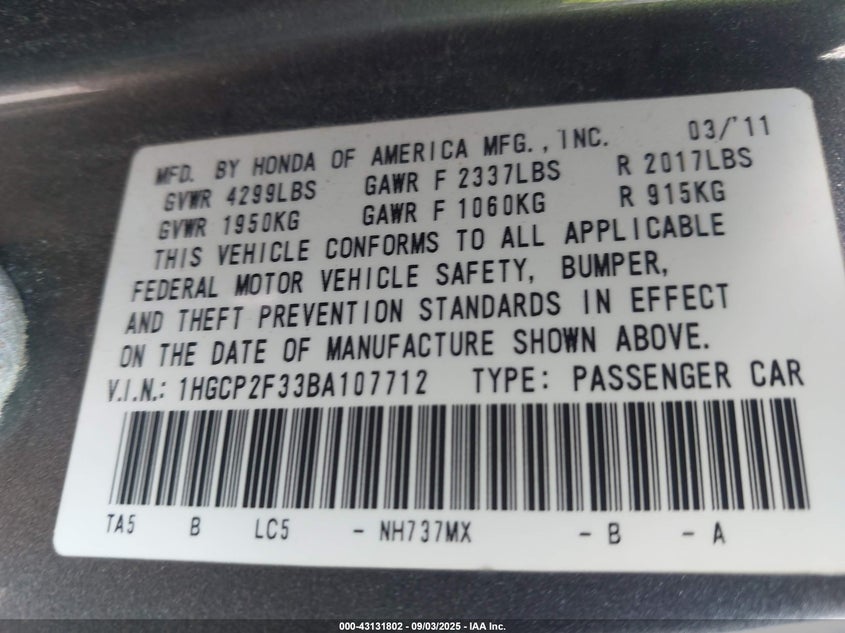 MFD. BY HONDA OF AMERICA MFG., INC. 03/'11
GVWR 4299LBS GAWR F 2337LBS R 2017LBS
GVWR 1950KG GAWR F 1060KG R 915KG
THIS VEHICLE CONFORMS TO ALL APPLICABLE
FEDERAL MOTOR VEHICLE SAFETY, BUMPER,
AND THEFT PREVENTION STANDARDS IN EFFECT
ON THE DATE OF MANUFACTURE SHOWN ABOVE.
V.I.N.: 1HGCP2F33BA107712 TYPE: PASSENGER CAR
TA5 B LC5 - NH737MX - B - A
000-43131802 - 09/03/2025 - IAA Inc.